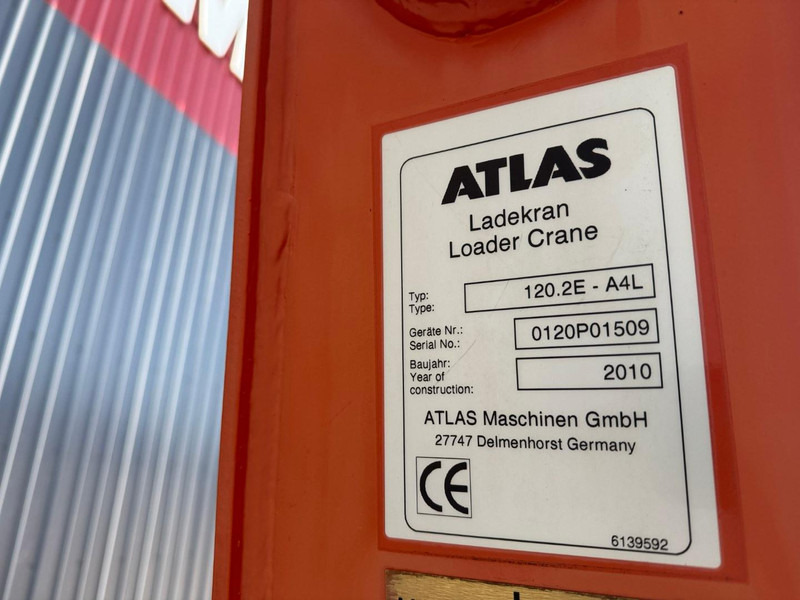 ATLAS
Ladekran
Loader Crane
Typ:
Type:
120.2E - A4L
Geräte Nr.:
Serial No.:
0120P01509
Baujahr:
Year of
construction:
2010
ATLAS Maschinen GmbH
27747 Delmenhorst Germany
CE
6139592